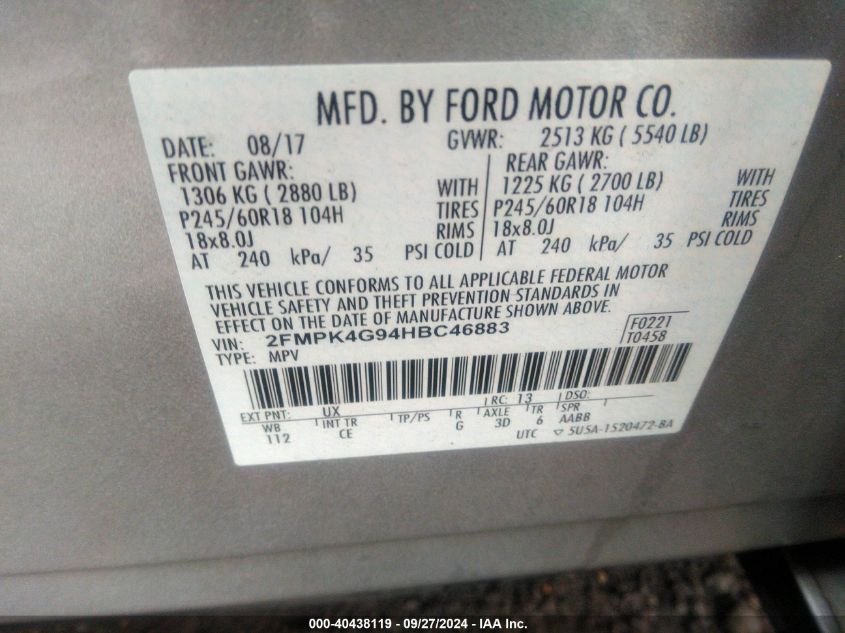 MFD. BY FORD MOTOR CO.
DATE: 08/17 GVWR: 2513 KG ( 5540 LB)
FRONT GAWR: REAR GAWR:
1306 KG ( 2880 LB) WITH 1225 KG ( 2700 LB) WITH
P245/60R18 104H TIRES P245/60R18 104H TIRES
18x8.0J RIMS 18x8.0J RIMS
AT 240 kPa/ 35 PSI COLD AT 240 kPa/ 35 PSI COLD
THIS VEHICLE CONFORMS TO ALL APPLICABLE FEDERAL MOTOR
VEHICLE SAFETY AND THEFT PREVENTION STANDARDS IN
EFFECT ON THE DATE OF MANUFACTURE SHOWN ABOVE.
VIN: 2FMPK4G94HBC46883 F0221
TYPE: MPV T0458
EXT PNT: UX RC: 13 DSO:
WB INT TR TP/PS R AXLE TR SPR
112 CE G 3D 6 AABB
UTC ▽ 5U5A-1520472-BA
000-40438119 - 09/27/2024 - IAA Inc.